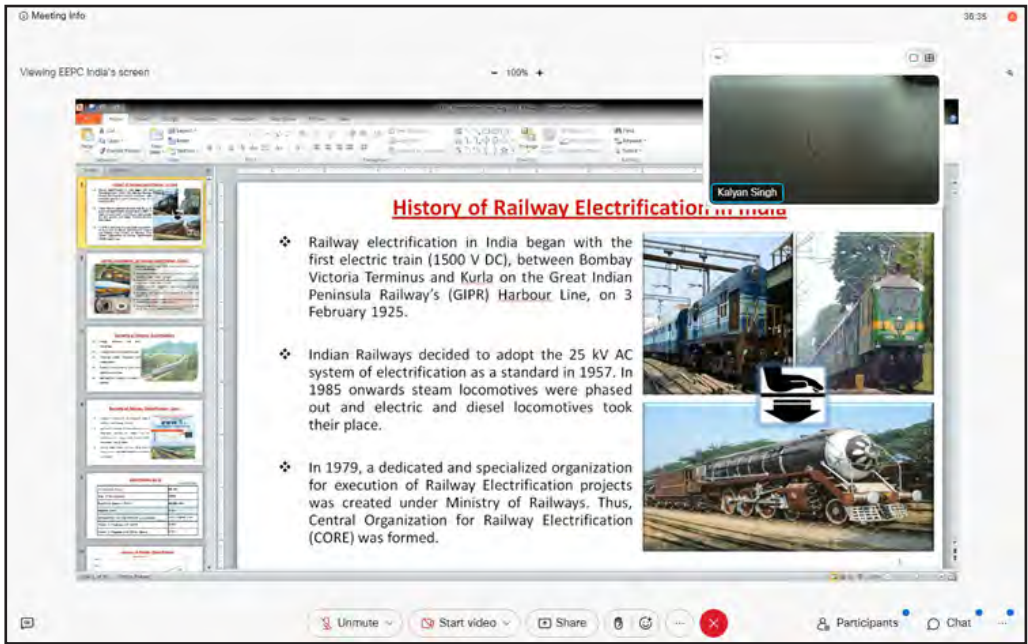 Meeting Info
36:35
Viewing EEPC India's screen
- 100% +
Kalyan Singh
History of Railway Electrification in India
❖ Railway electrification in India began with the
first electric train (1500 V DC), between Bombay
Victoria Terminus and Kurla on the Great Indian
Peninsula Railway's (GIPR) Harbour Line, on 3
February 1925.
❖ Indian Railways decided to adopt the 25 kV AC
system of electrification as a standard in 1957. In
1985 onwards steam locomotives were phased
out and electric and diesel locomotives took
their place.
❖ In 1979, a dedicated and specialized organization
for execution of Railway Electrification projects
was created under Ministry of Railways. Thus,
Central Organization for Railway Electrification
(CORE) was formed.
Unmute
Start video
Share
Participants
Chat